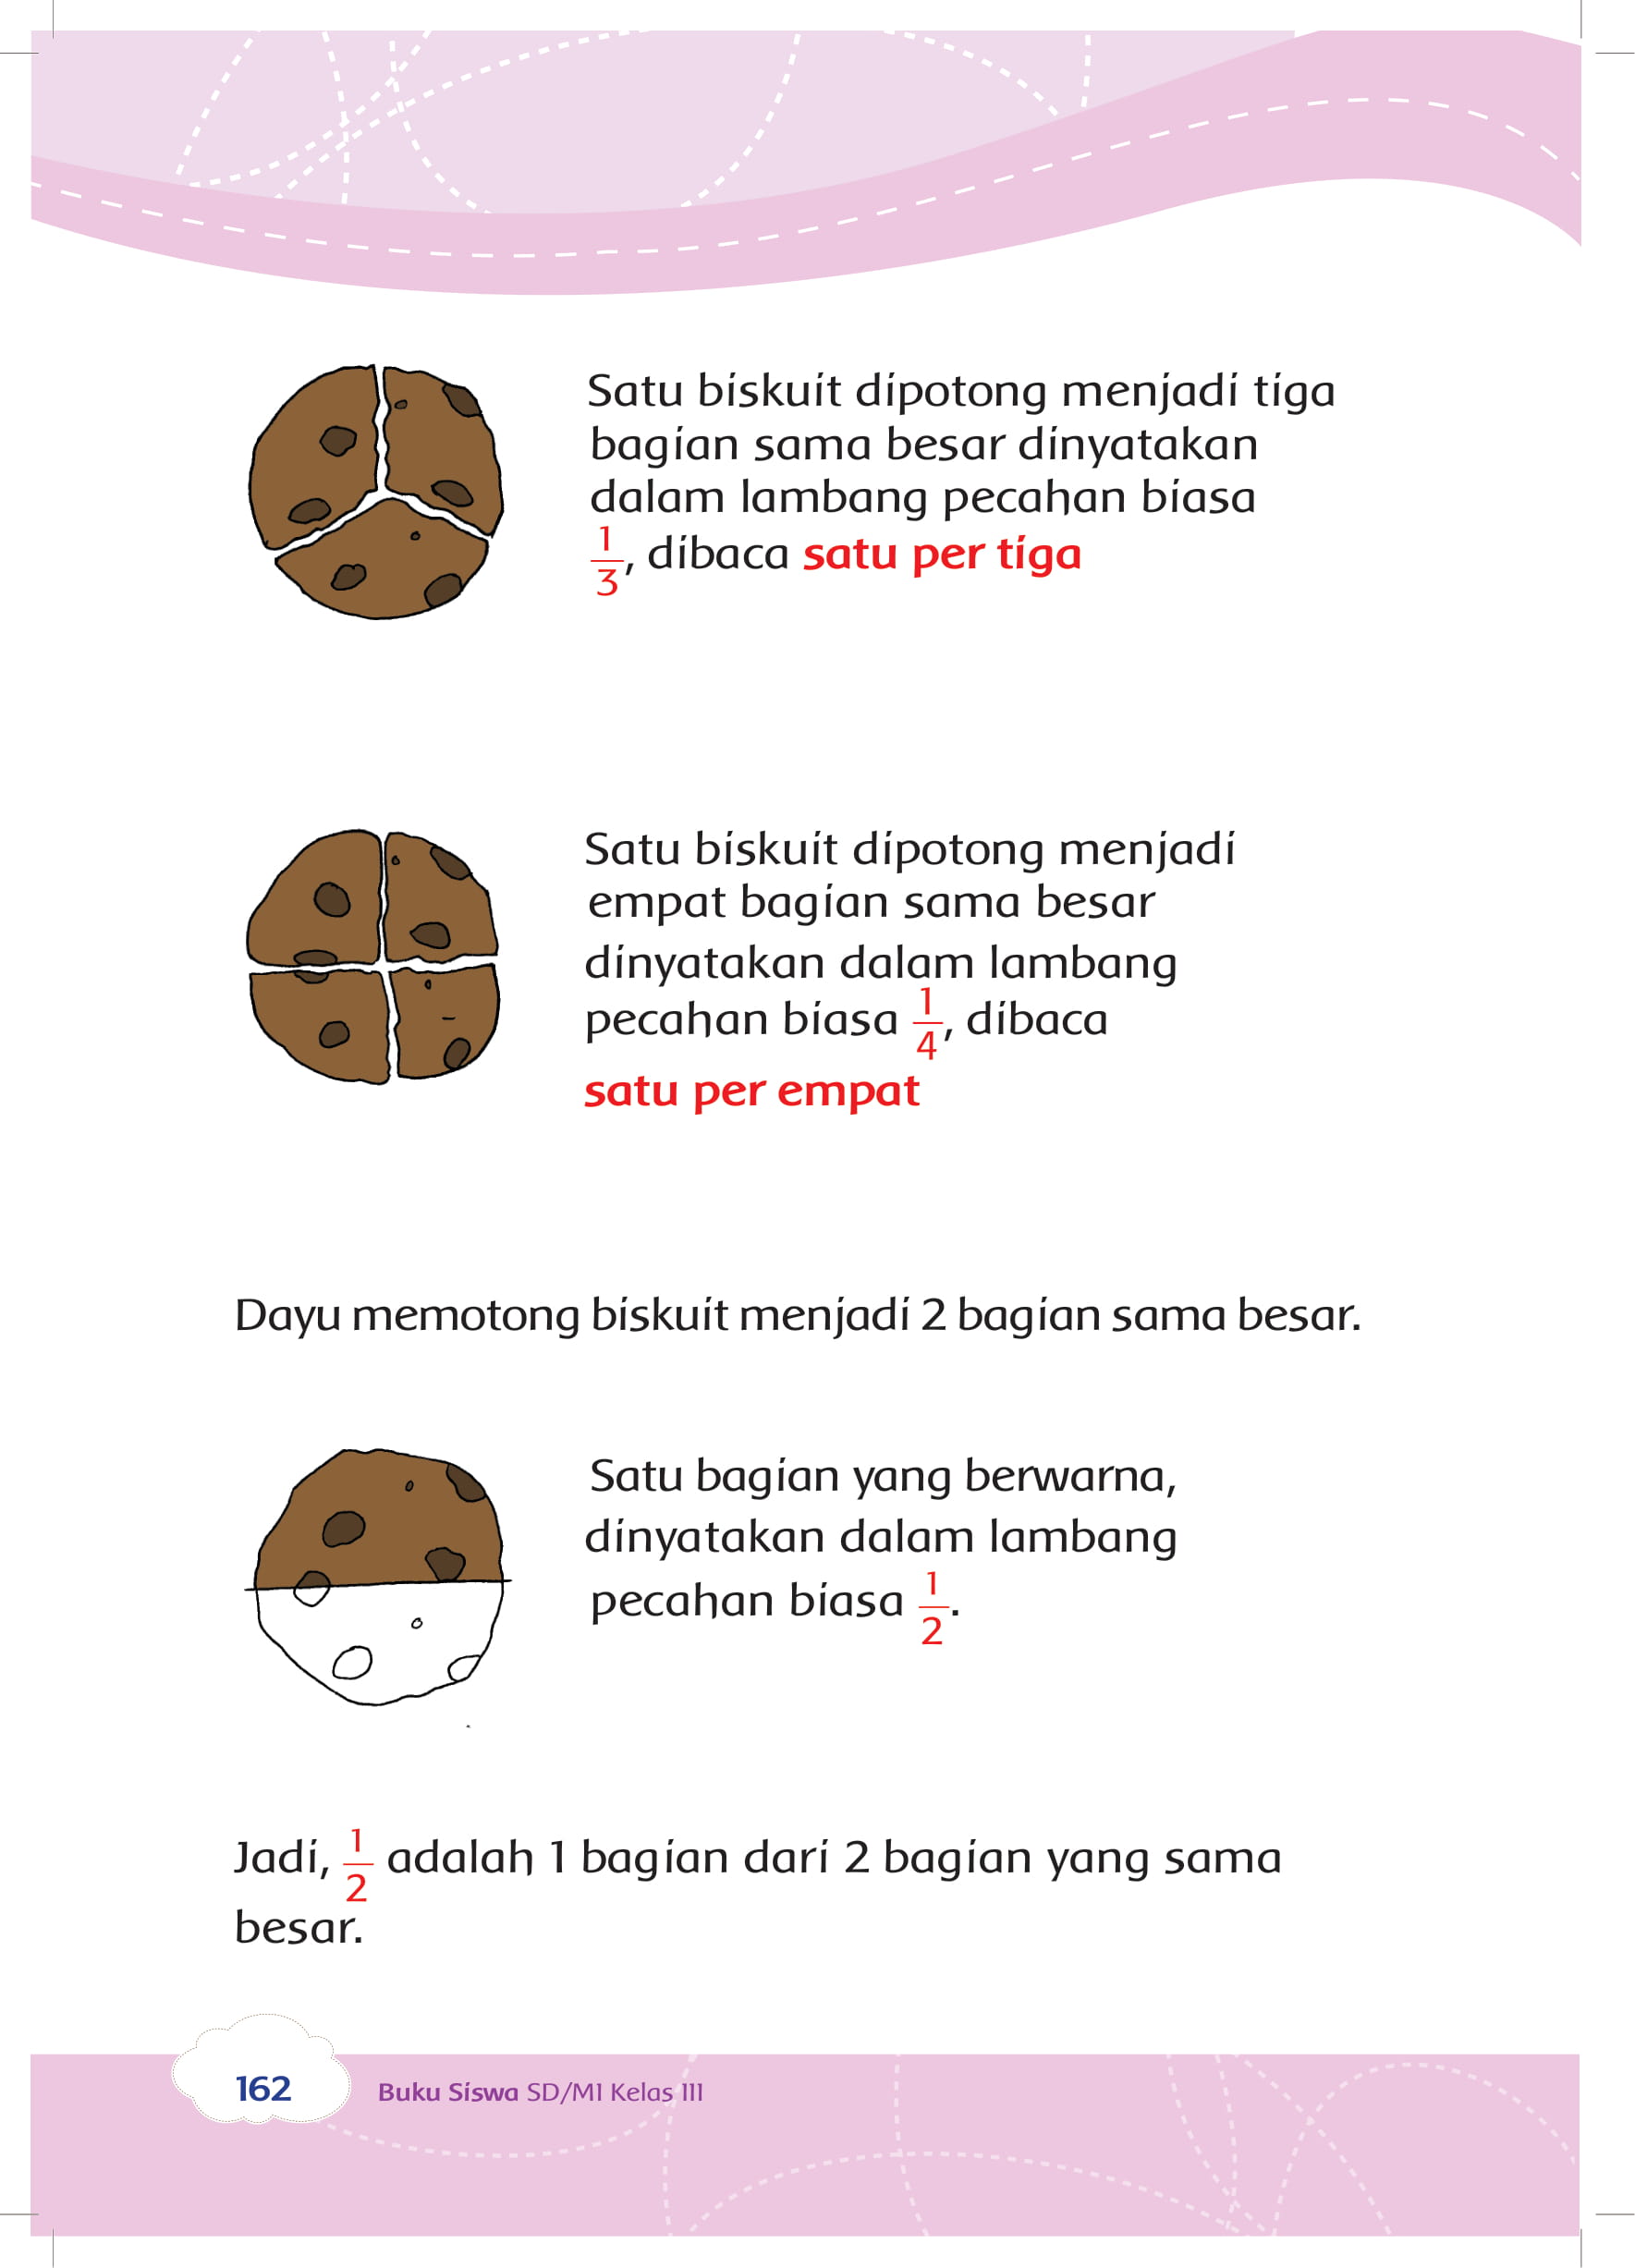 Satu biskuit dipotong menjadi tiga
bagian sama besar dinyatakan
dalam lambang pecahan biasa
1/3, dibaca satu per tiga
Satu biskuit dipotong menjadi
empat bagian sama besar
dinyatakan dalam lambang
pecahan biasa 1/4, dibaca
satu per empat
Dayu memotong biskuit menjadi 2 bagian sama besar.
Satu bagian yang berwarna,
dinyatakan dalam lambang
pecahan biasa 1/2.
Jadi, 1/2 adalah 1 bagian dari 2 bagian yang sama
besar.
162
Buku Siswa SD/MI Kelas III